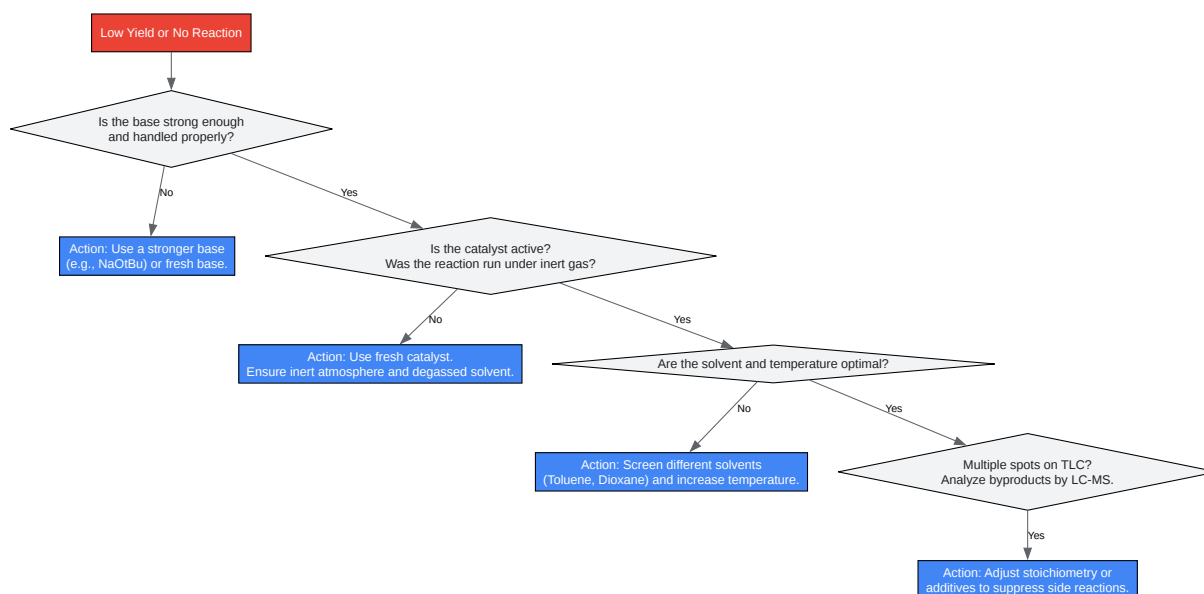 Low Yield or No Reaction
Is the base strong enough
and handled properly?
No
Yes
Action: Use a stronger base
(e.g., NaOtBu) or fresh base.
Is the catalyst active?
Was the reaction run under inert gas?
No
Yes
Action: Use fresh catalyst.
Ensure inert atmosphere and degassed solvent.
Are the solvent and temperature optimal?
No
Yes
Action: Screen different solvents
(Toluene, Dioxane) and increase temperature.
Multiple spots on TLC?
Analyze byproducts by LC-MS.
Yes
Action: Adjust stoichiometry or
additives to suppress side reactions.